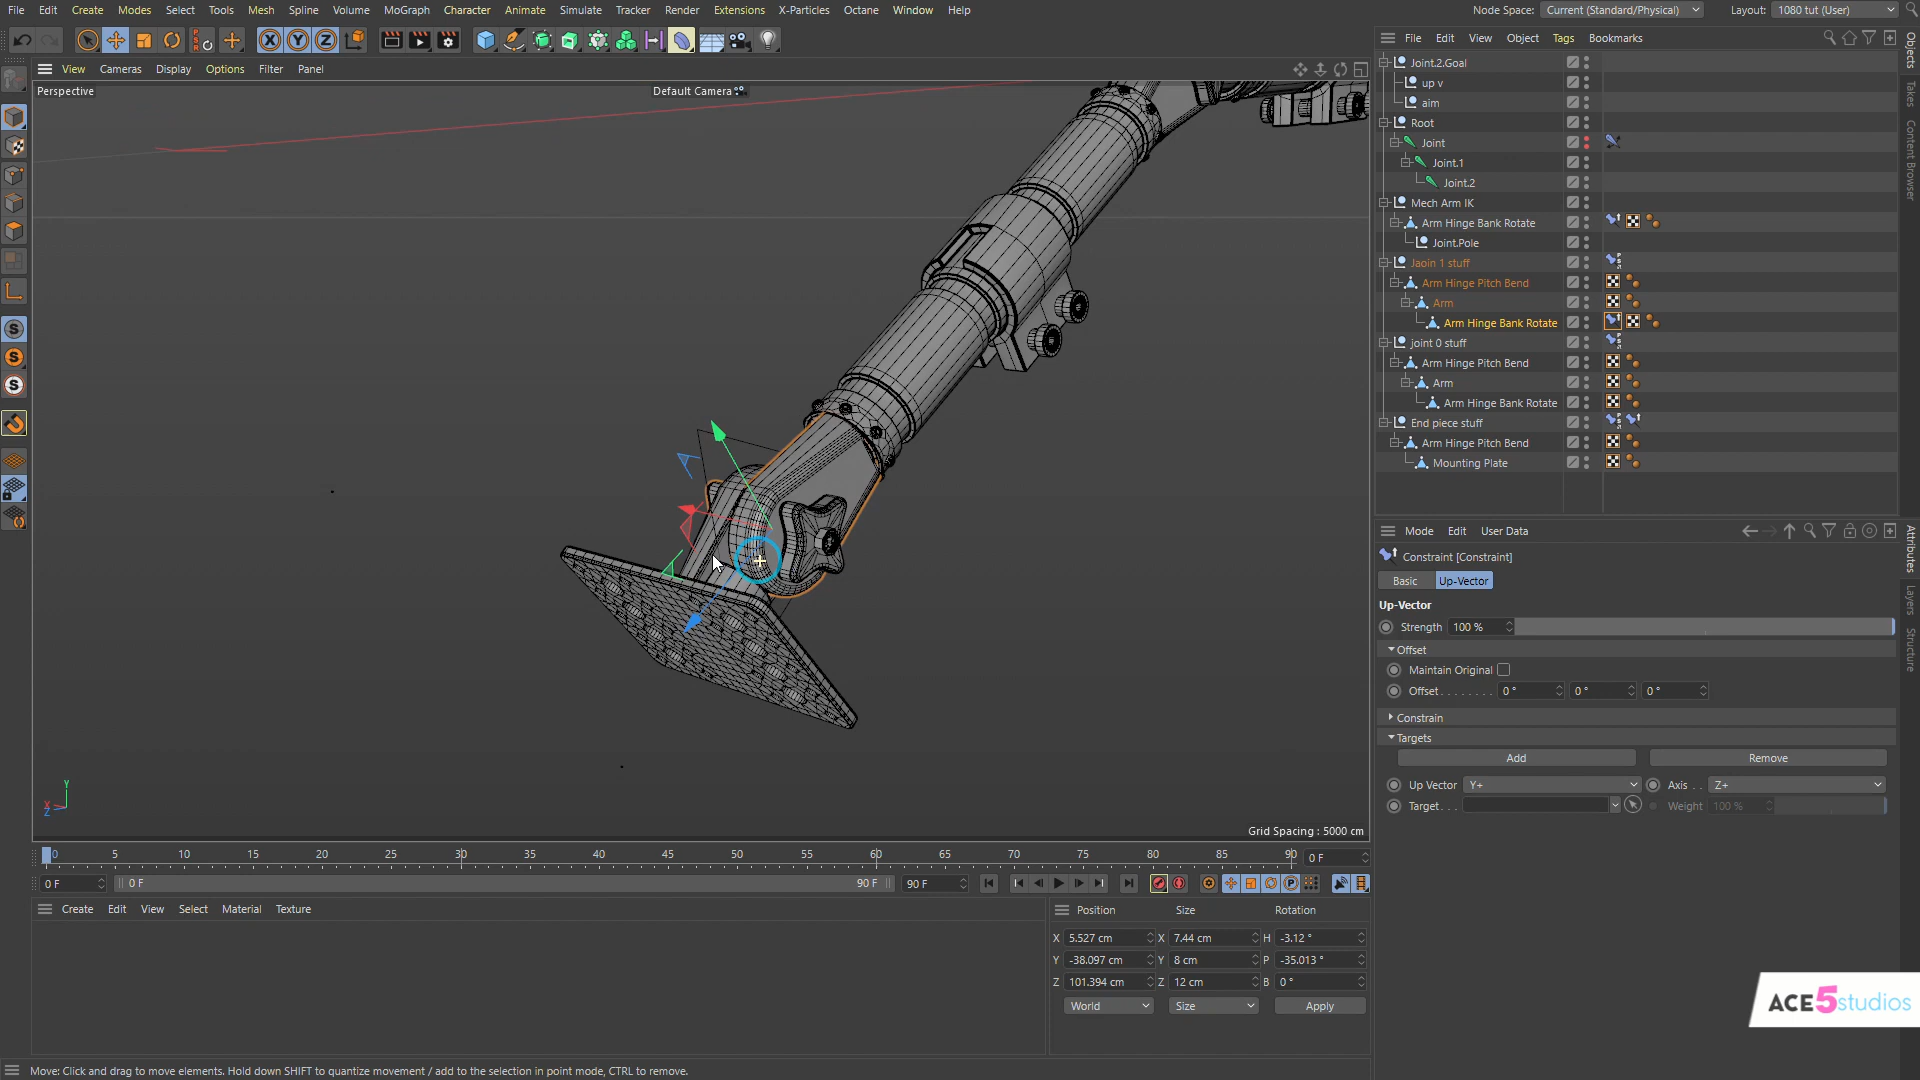 File Edit Create Modes Select Tools Mesh Spline Volume MoGraph Character Animate Simulate Tracker Render Extensions X-Particles Octane Window Help
Node Space: Current (Standard/Physical) Layout: 1080 tut (User)
View Cameras Display Options Filter Panel
Perspective
Default Camera
Grid Spacing : 5000 cm
Y
X
Z
File Edit View Object Tags Bookmarks
Joint.2.Goal
up v
aim
Root
Joint
Joint.1
Joint.2
Mech Arm IK
Arm Hinge Bank Rotate
Joint.Pole
Jaoin 1 stuff
Arm Hinge Pitch Bend
Arm
Arm Hinge Bank Rotate
joint 0 stuff
Arm Hinge Pitch Bend
Arm
Arm Hinge Bank Rotate
End piece stuff
Arm Hinge Pitch Bend
Mounting Plate
Objects
Takes
Content Browser
Mode Edit User Data
Constraint [Constraint]
Basic Up-Vector
Up-Vector
Strength 100 %
Offset
Maintain Original
Offset. . . . . . . . 0 ° 0 ° 0 °
Constrain
Targets
Add Remove
Up Vector Y+ Axis . . Z+
Target. . . Weight 100 %
Attributes
Layers
Structure
0 5 10 15 20 25 30 35 40 45 50 55 60 65 70 75 80 85 90 0 F
0 F 0 F 90 F 90 F
Create Edit View Select Material Texture
Position Size Rotation
X 5.527 cm X 7.44 cm H -3.12 °
Y -38.097 cm Y 8 cm P -35.013 °
Z 101.394 cm Z 12 cm B 0 °
World Size Apply
ACE5studios
Move: Click and drag to move elements. Hold down SHIFT to quantize movement / add to the selection in point mode, CTRL to remove.